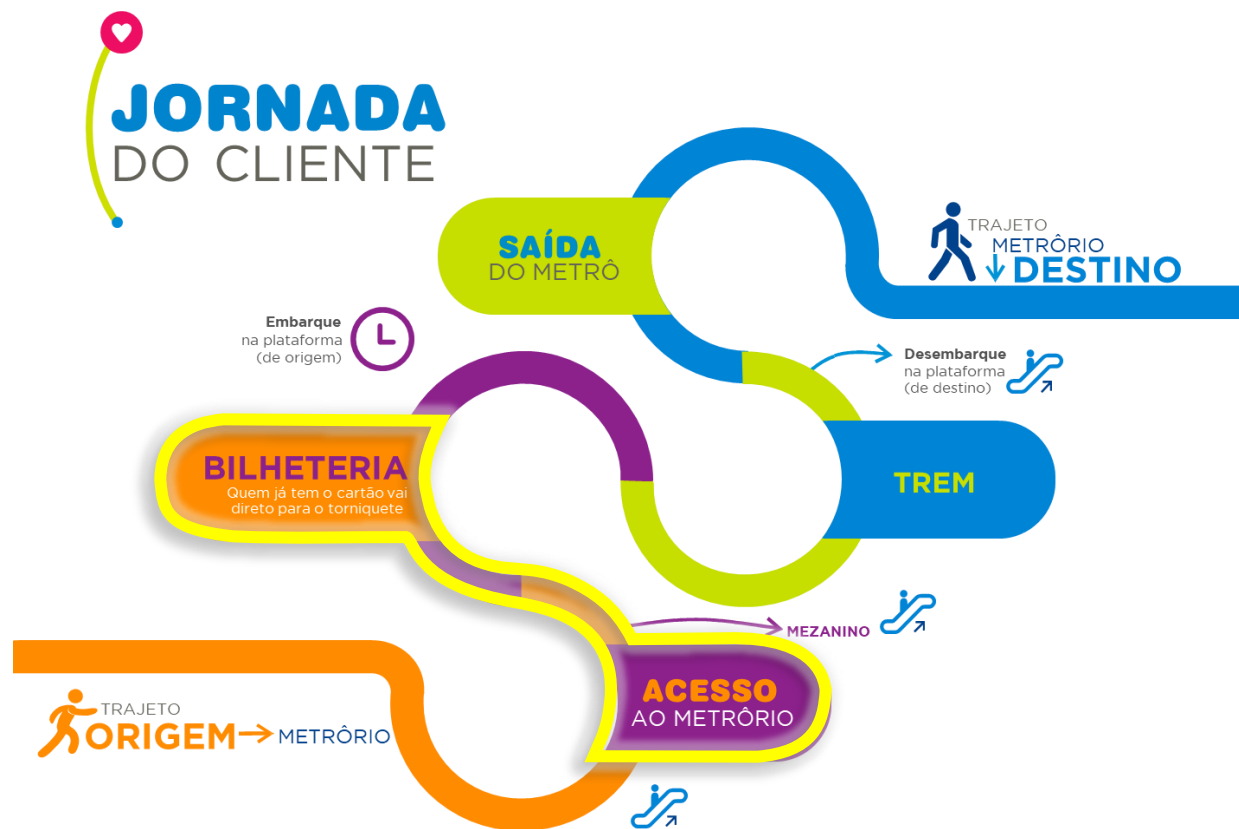 JORNADA
DO CLIENTE
SAÍDA
DO METRÔ
TRAJETO
METRÔRIO
DESTINO
Embarque
na plataforma
(de origem)
Desembarque
na plataforma
(de destino)
BILHETERIA
Quem já tem o cartão vai
direto para o torniquete
TREM
MEZANINO
ACESSO
AO METRÔRIO
TRAJETO
ORIGEM
METRÔRIO